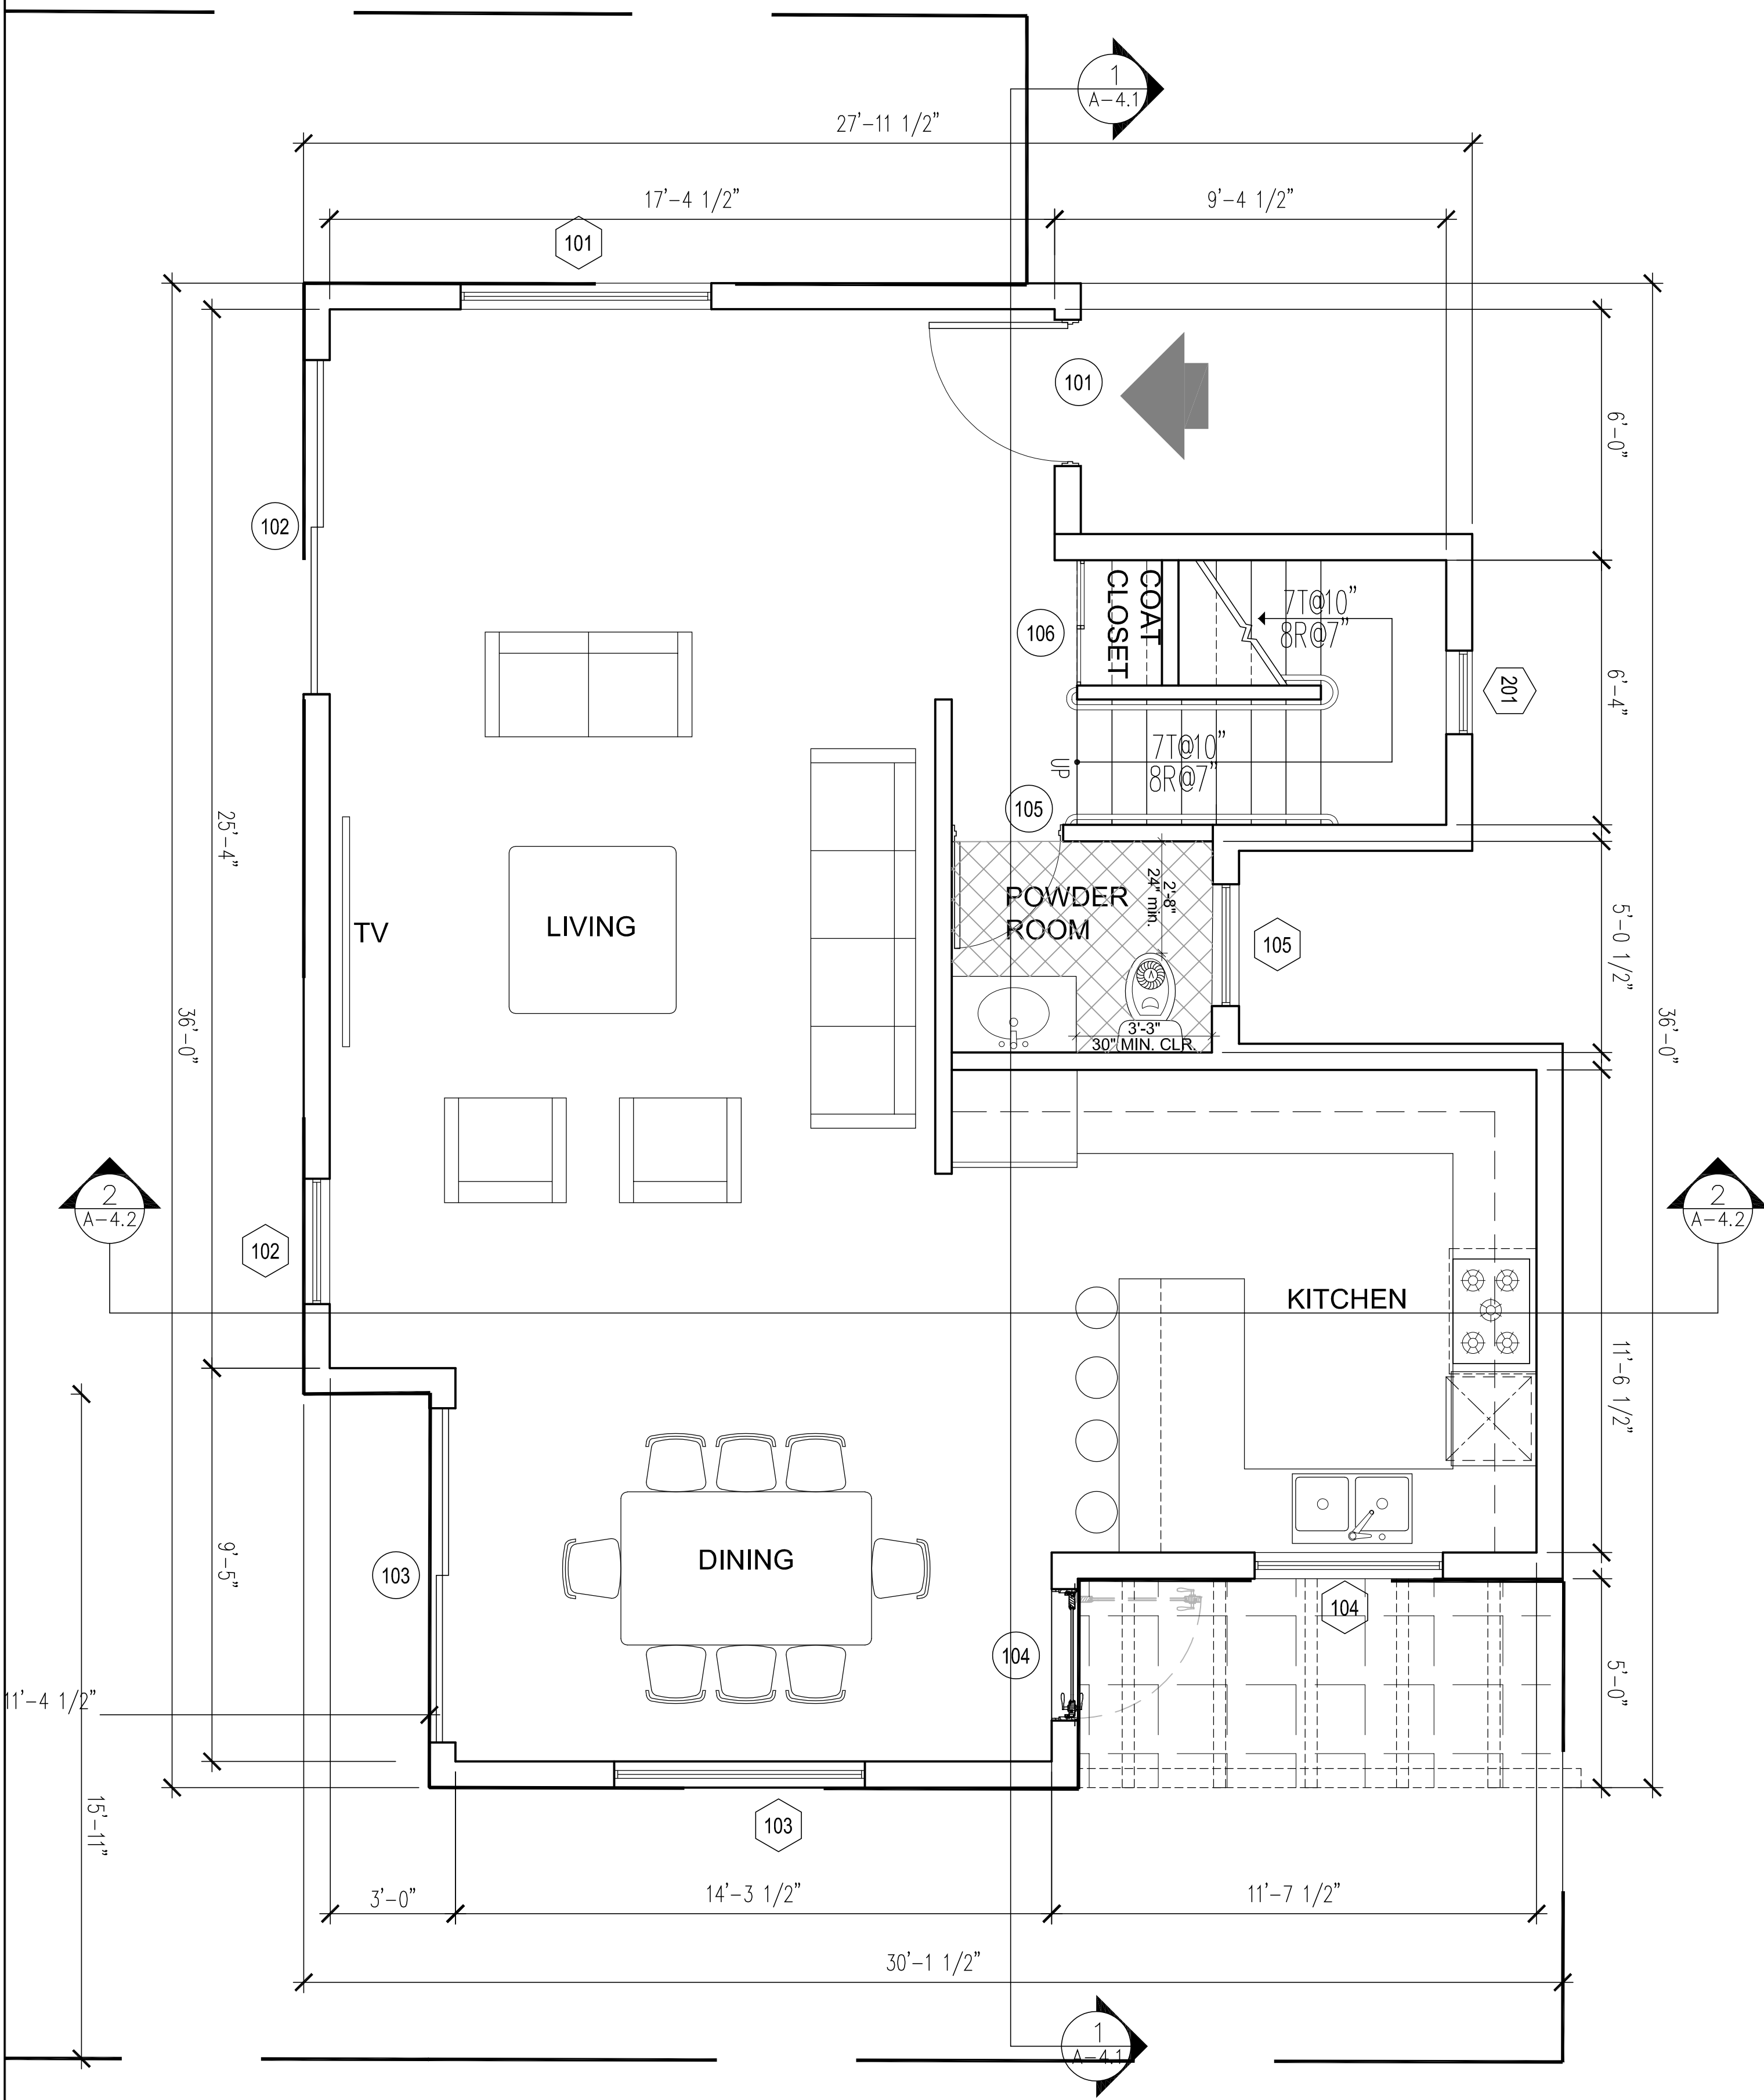 1
A-4.1
27'-11 1/2"
17'-4 1/2"
9'-4 1/2"
101
101
6'-0"
102
COAT
CLOSET
106
7T@10"
8R@7"
201
6'-4"
7T@10"
8R@7"
UP
105
25'-4"
TV
LIVING
POWDER
ROOM
2'-8"
24" min.
105
5'-0 1/2"
3'-3"
30" MIN. CLR.
36'-0"
36'-0"
2
A-4.2
2
A-4.2
102
KITCHEN
11'-6 1/2"
9'-5"
103
DINING
104
104
5'-0"
11'-4 1/2"
15'-11"
103
3'-0"
14'-3 1/2"
11'-7 1/2"
30'-1 1/2"
1
A-4.1